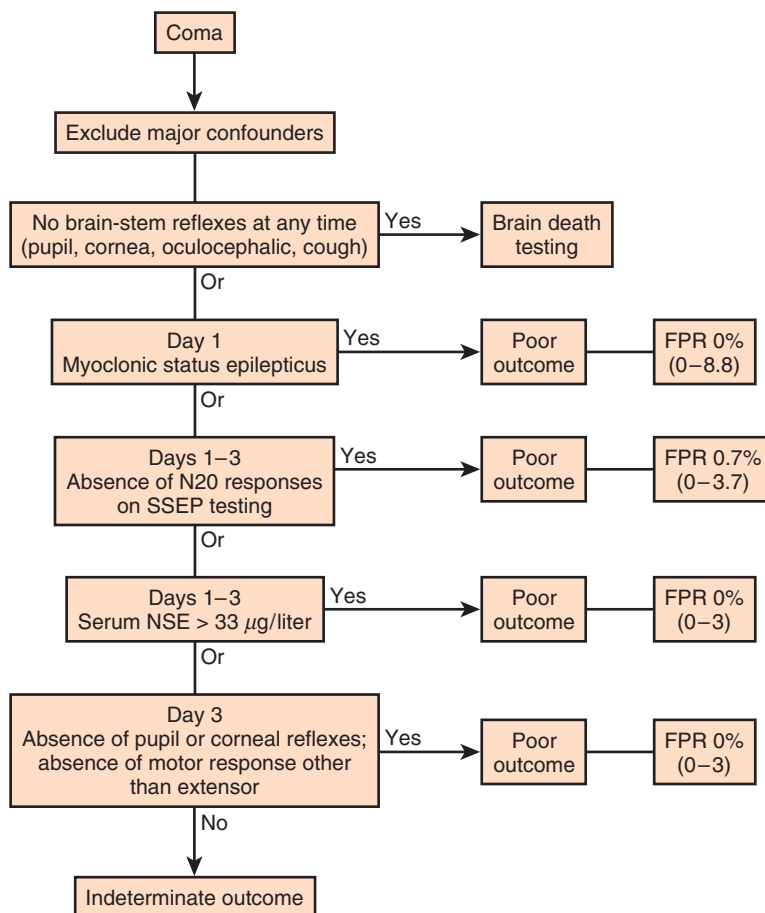 Coma
Exclude major confounders
No brain-stem reflexes at any time
(pupil, cornea, oculocephalic, cough)
Yes
Brain death
testing
Or
Day 1
Myoclonic status epilepticus
Yes
Poor
outcome
FPR 0%
(0–8.8)
Or
Days 1–3
Absence of N20 responses
on SSEP testing
Yes
Poor
outcome
FPR 0.7%
(0–3.7)
Or
Days 1–3
Serum NSE > 33 μg/liter
Yes
Poor
outcome
FPR 0%
(0–3)
Or
Day 3
Absence of pupil or corneal reflexes;
absence of motor response other
than extensor
Yes
Poor
outcome
FPR 0%
(0–3)
No
Indeterminate outcome